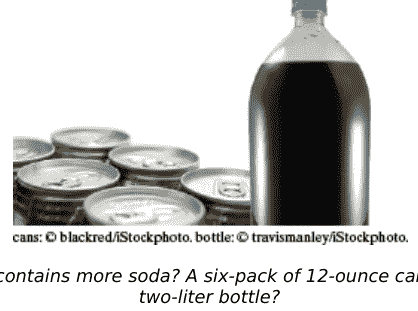 cans: © blackred/iStockphoto. bottle: © travismanley/iStockphoto.
contains more soda? A six-pack of 12-ounce
two-liter bottle?